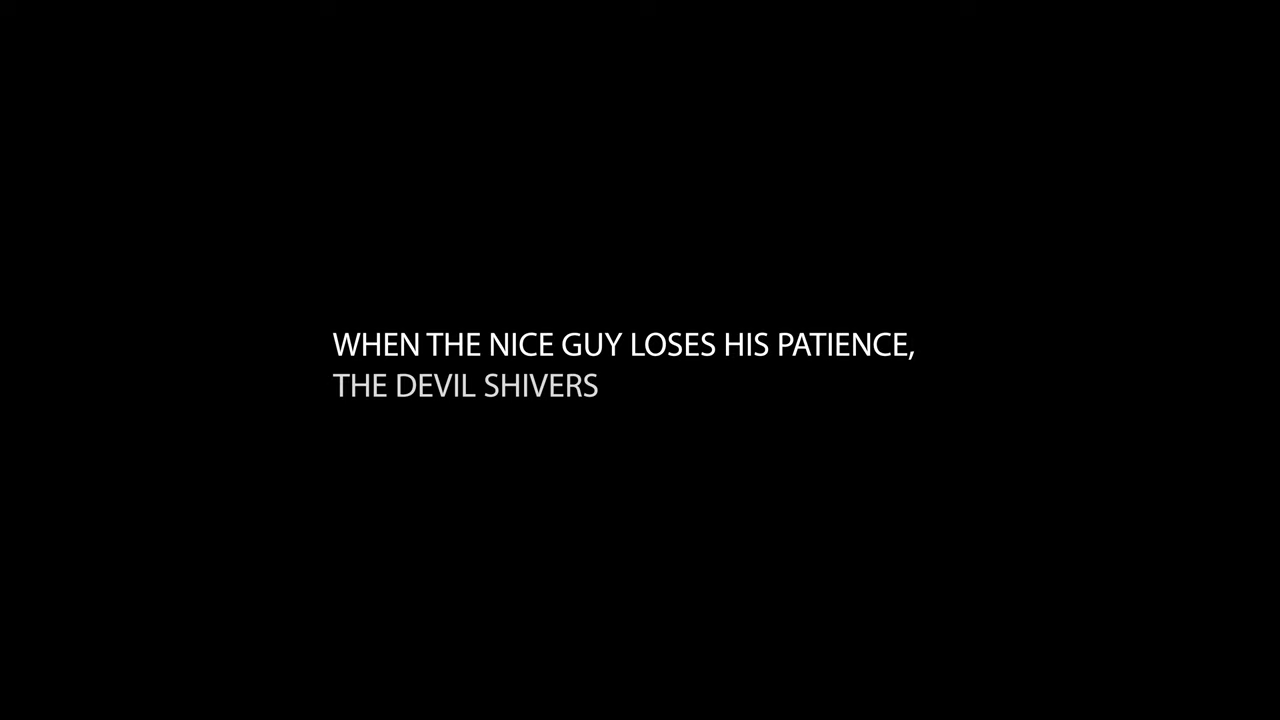 WHEN THE NICE GUY LOSES HIS PATIENCE,
THE DEVIL SHIVERS